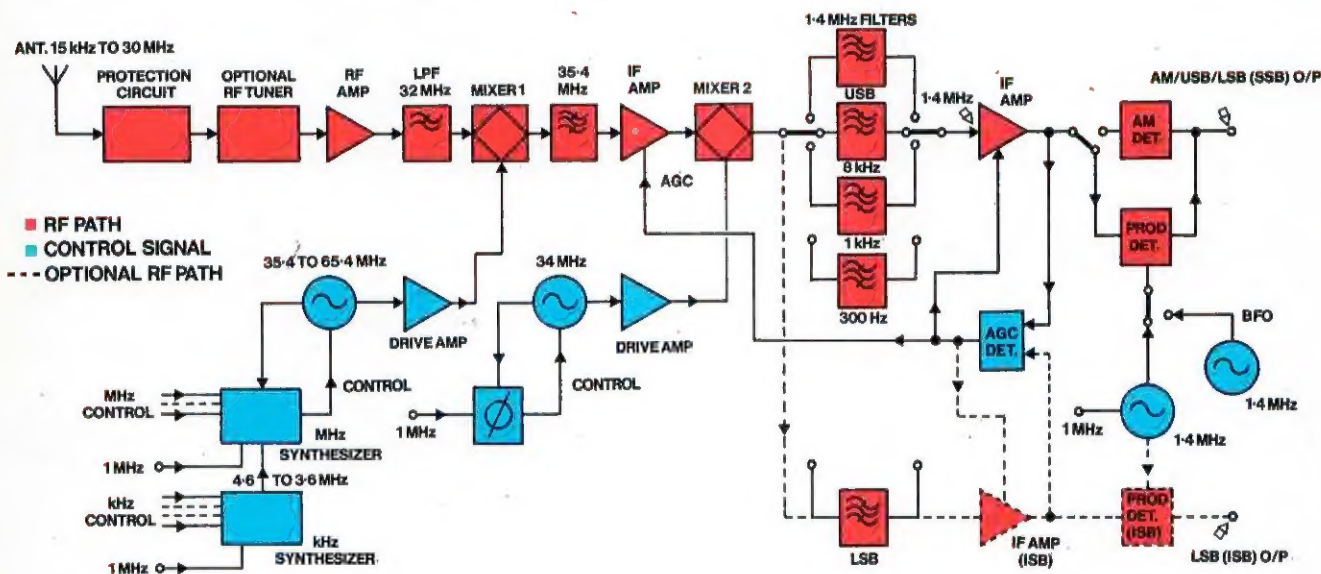 ANT. 15 kHz TO 30 MHz
PROTECTION
CIRCUIT
OPTIONAL
RF TUNER
RF
AMP
LPF
32 MHz
MIXER 1
35·4
MHz
IF
AMP
MIXER 2
AGC
1·4 MHz FILTERS
USB
8 kHz
1 kHz
300 Hz
1·4 MHz
IF
AMP
AM/USB/LSB (SSB) O/P
AM
DET.
PROD
DET.
RF PATH
CONTROL SIGNAL
OPTIONAL RF PATH
35·4 TO 65·4 MHz
DRIVE AMP
CONTROL
34 MHz
DRIVE AMP
CONTROL
1 MHz
Ø
AGC
DET.
BFO
1·4 MHz
1 MHz
1·4 MHz
MHz
CONTROL
MHz
SYNTHESIZER
1 MHz
4·6 TO 3·6 MHz
kHz
CONTROL
kHz
SYNTHESIZER
1 MHz
LSB
IF AMP
(ISB)
PROD
DET.
(ISB)
LSB (ISB) O/P